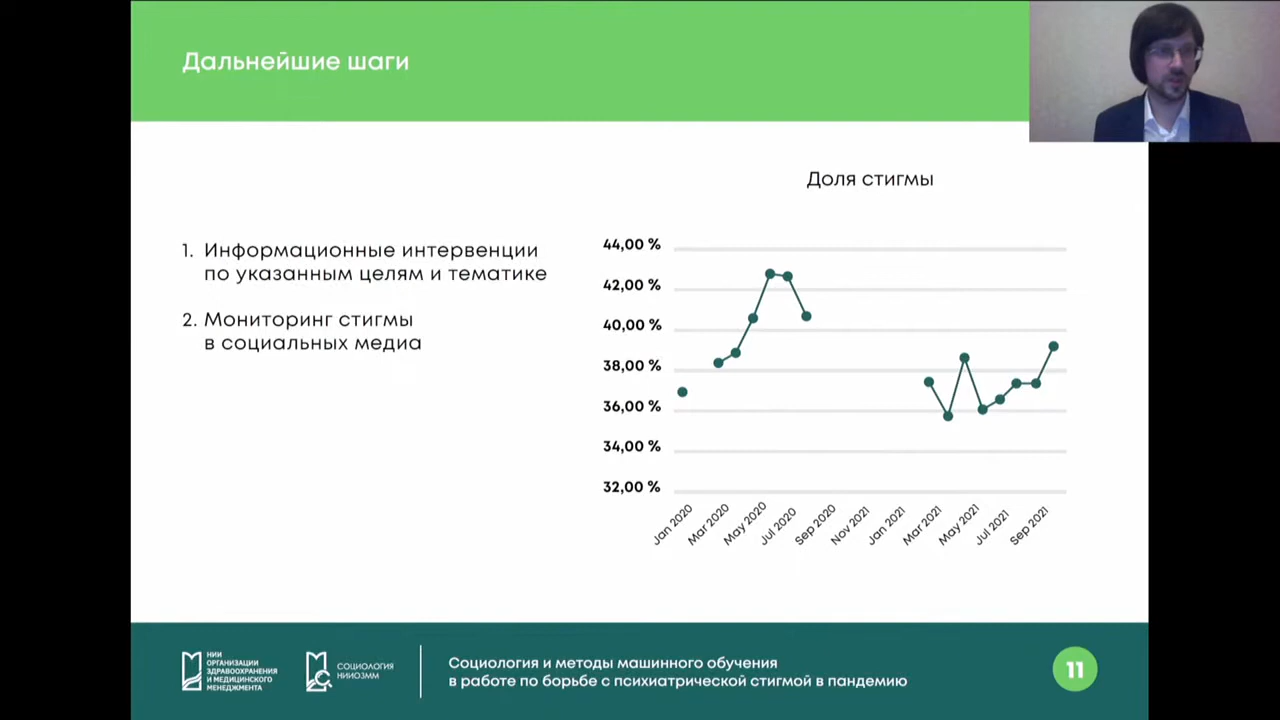 Дальнейшие шаги
Доля стигмы
1. Информационные интервенции
по указанным целям и тематике
2. Мониторинг стигмы
в социальных медиа
44,00 %
42,00 %
40,00 %
38,00 %
36,00 %
34,00 %
32,00 %
Jan 2020
Mar 2020
May 2020
Jul 2020
Sep 2020
Nov 2021
Jan 2021
Mar 2021
May 2021
Jul 2021
Sep 2021
НИИ
ОРГАНИЗАЦИИ
ЗДРАВООХРАНЕНИЯ
И МЕДИЦИНСКОГО
МЕНЕДЖМЕНТА
СОЦИОЛОГИЯ
НИИОЗММ
Социология и методы машинного обучения
в работе по борьбе с психиатрической стигмой в пандемию
11